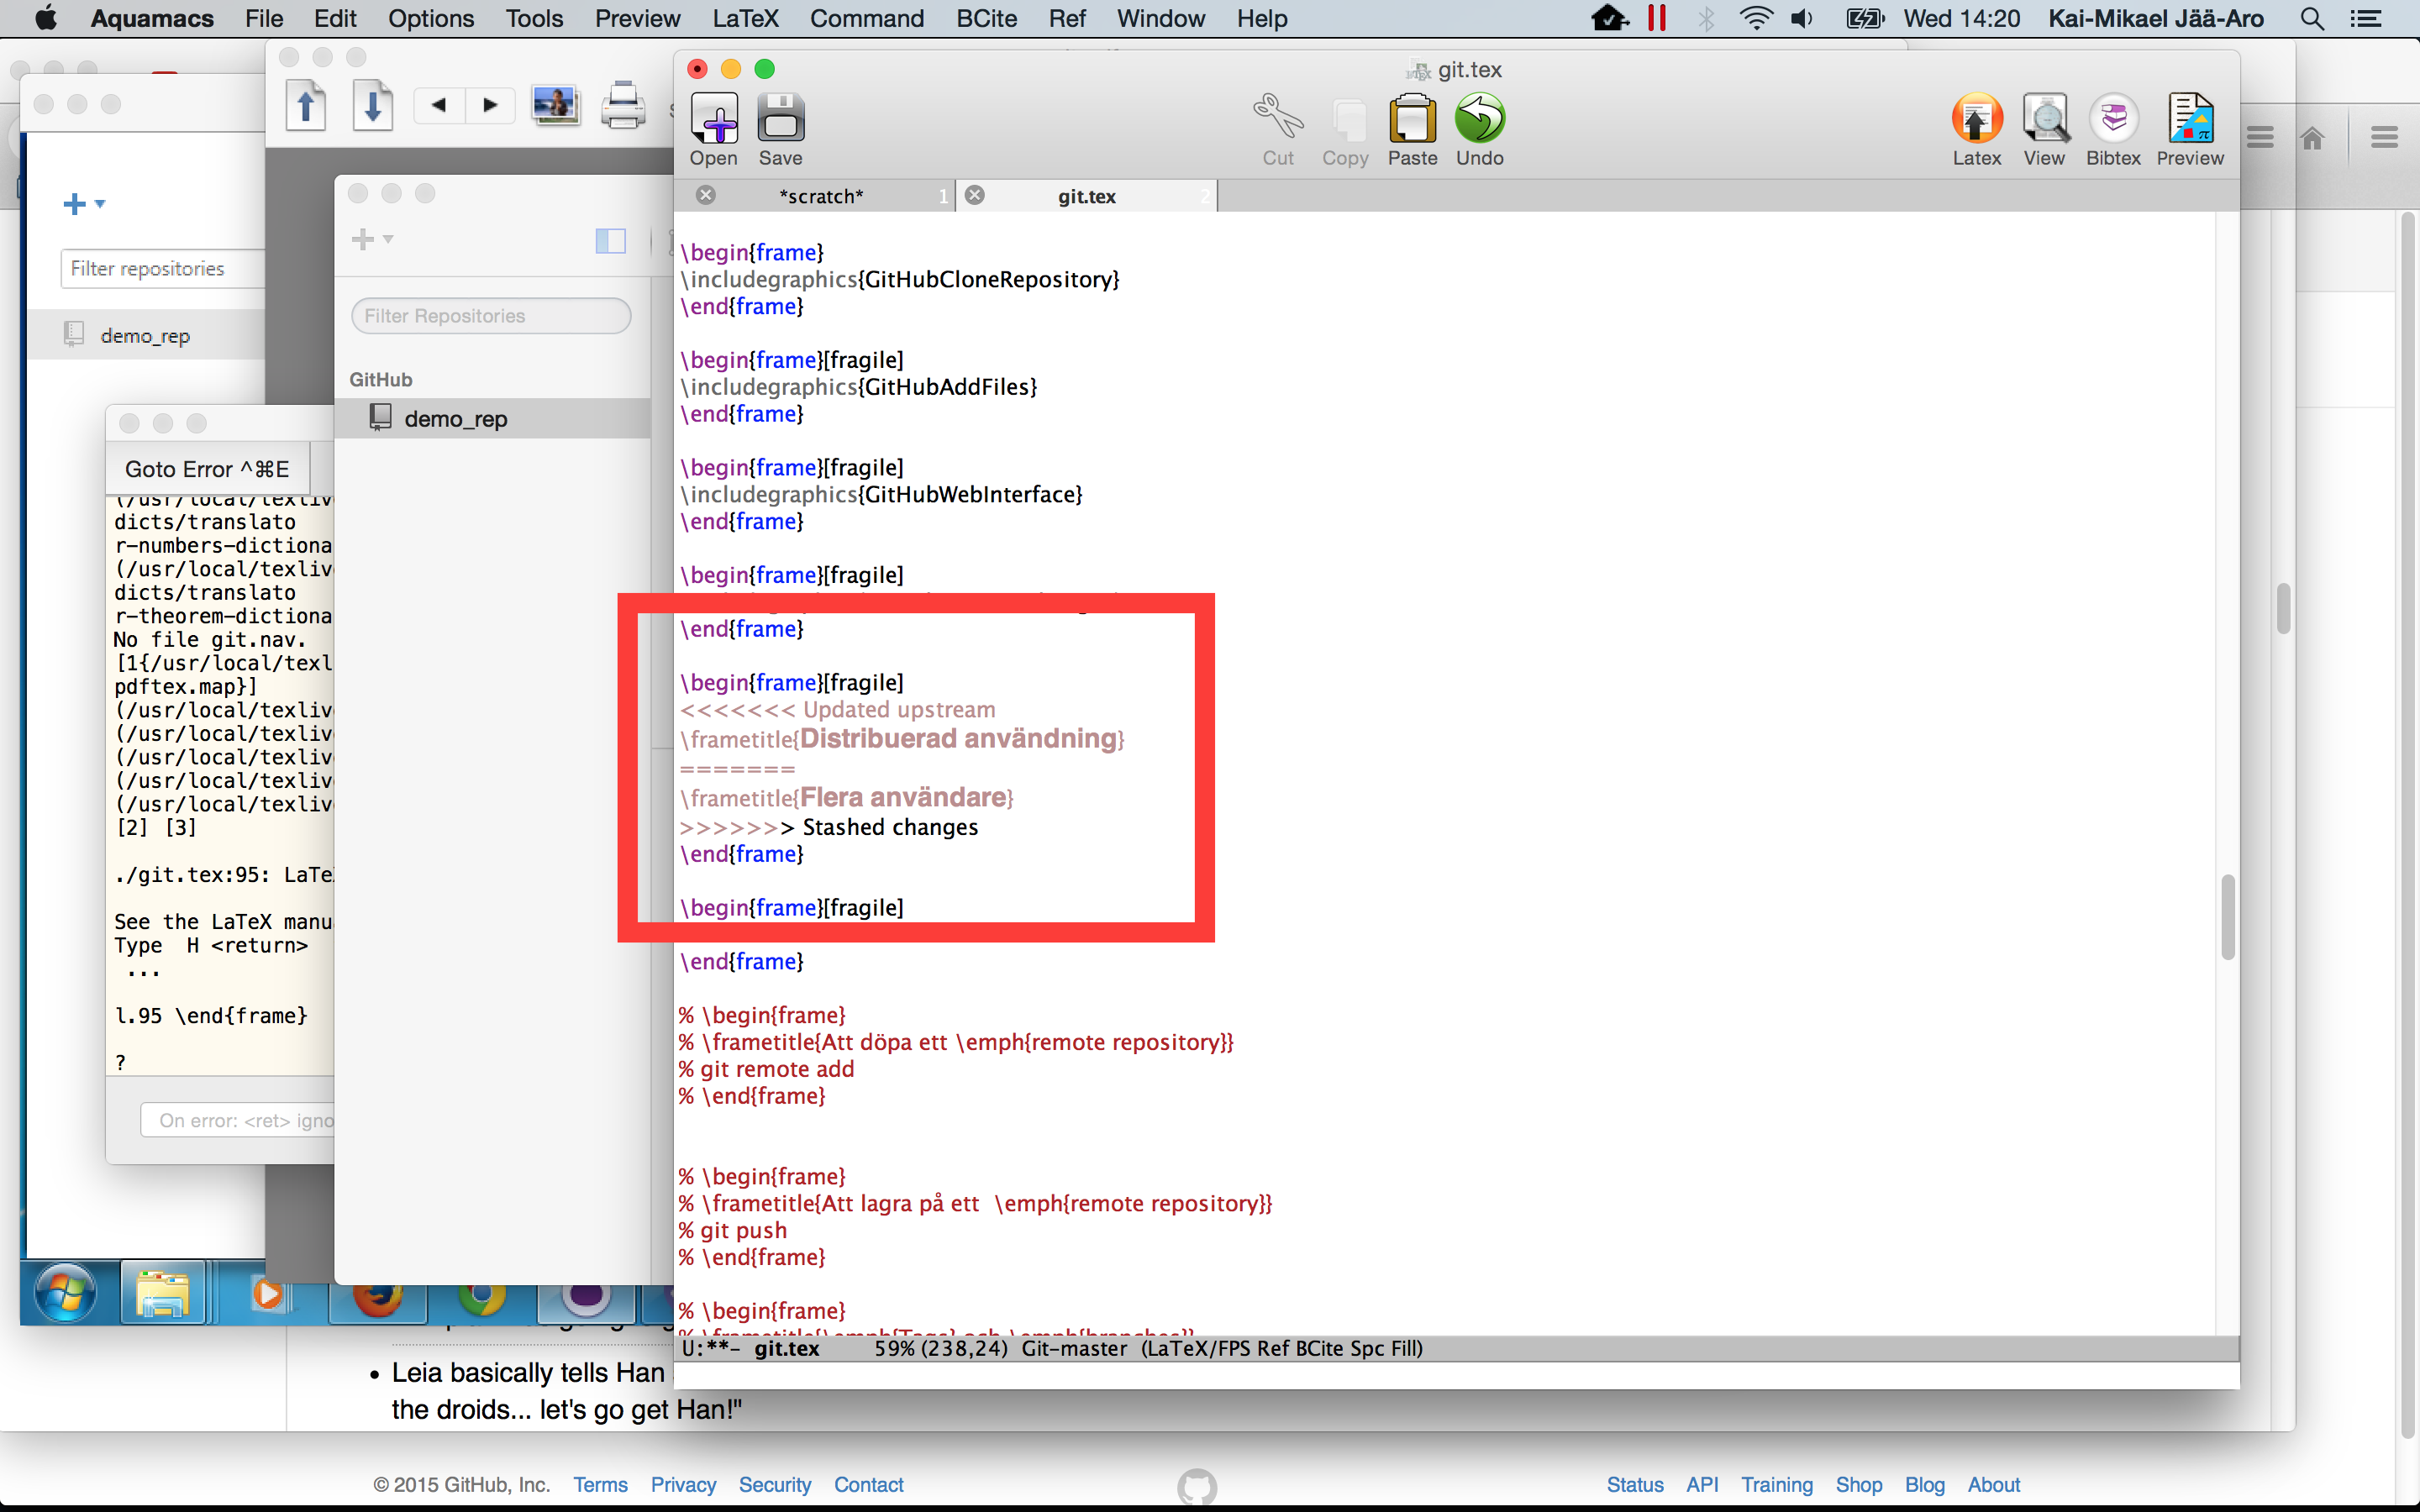 Aquamacs File Edit Options Tools Preview LaTeX Command BCite Ref Window Help Wed 14:20 Kai-Mikael Jää-Aro
git.tex
Open Save Cut Copy Paste Undo Latex View Bibtex Preview
*scratch* 1 git.tex 2
Filter repositories
demo_rep
Filter Repositories
GitHub
demo_rep
Goto Error ^⌘E
(/usr/local/texliv
dicts/translato
r-numbers-dictiona
(/usr/local/texliv
dicts/translato
r-theorem-dictiona
No file git.nav.
[1{/usr/local/texl
pdftex.map}]
(/usr/local/texliv
(/usr/local/texliv
(/usr/local/texliv
(/usr/local/texliv
(/usr/local/texliv
[2] [3]
./git.tex:95: LaTe
See the LaTeX manu
Type  H <return>
...
l.95 \end{frame}
?
On error: <ret> igno
\begin{frame}
\includegraphics{GitHubCloneRepository}
\end{frame}
\begin{frame}[fragile]
\includegraphics{GitHubAddFiles}
\end{frame}
\begin{frame}[fragile]
\includegraphics{GitHubWebInterface}
\end{frame}
\begin{frame}[fragile]
\end{frame}
\begin{frame}[fragile]
<<<<<<< Updated upstream
\frametitle{Distribuerad användning}
=======
\frametitle{Flera användare}
>>>>>>> Stashed changes
\end{frame}
\begin{frame}[fragile]
\end{frame}
% \begin{frame}
% \frametitle{Att döpa ett \emph{remote repository}}
% git remote add
% \end{frame}
% \begin{frame}
% \frametitle{Att lagra på ett  \emph{remote repository}}
% git push
% \end{frame}
% \begin{frame}
% \frametitle{\emph{Tags} och \emph{branches}}
U:**-  git.tex 59% (238,24) Git-master (LaTeX/FPS Ref BCite Spc Fill)
• Leia basically tells Han
the droids... let's go get Han!"
© 2015 GitHub, Inc. Terms Privacy Security Contact Status API Training Shop Blog About